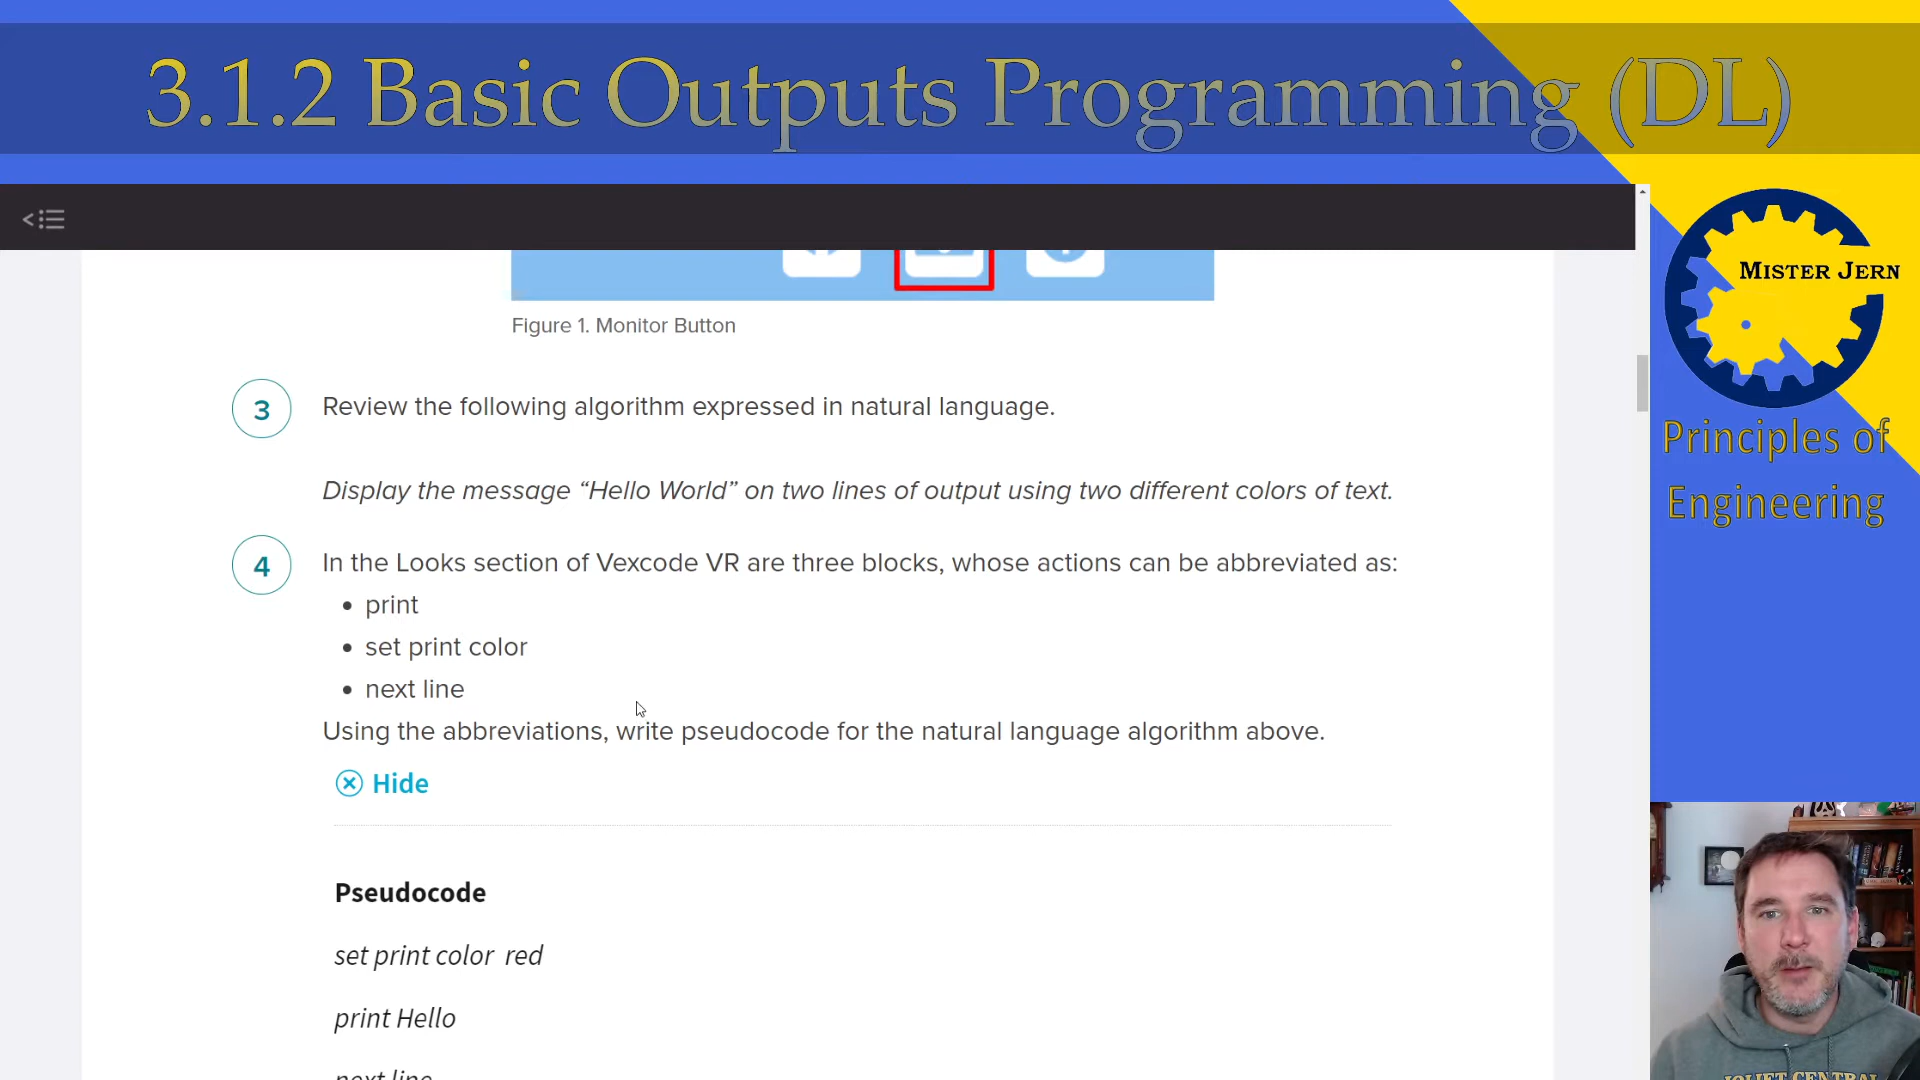 3.1.2 Basic Outputs Programming (DL)
MISTER JERN
Principles of
Engineering
Figure 1. Monitor Button
3 Review the following algorithm expressed in natural language.
Display the message “Hello World” on two lines of output using two different colors of text.
4 In the Looks section of Vexcode VR are three blocks, whose actions can be abbreviated as:
• print
• set print color
• next line
Using the abbreviations, write pseudocode for the natural language algorithm above.
Hide
Pseudocode
set print color red
print Hello
next line
JOLIET CENTRAL